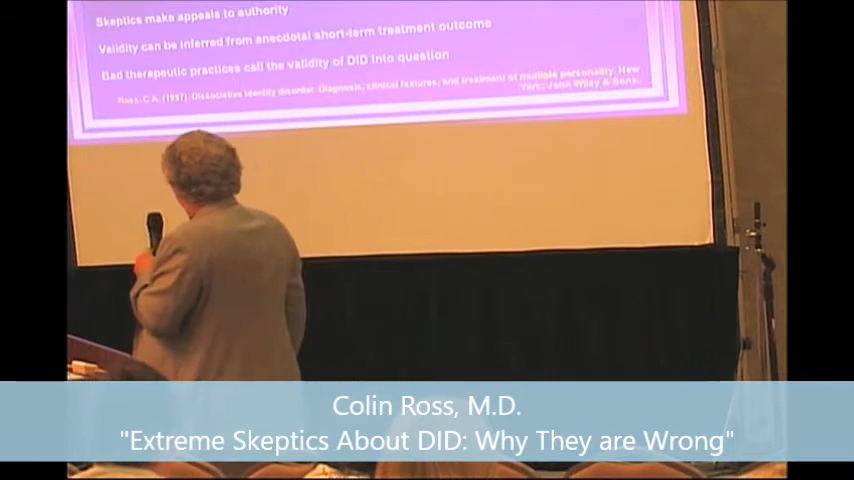 Skeptics make appeals to authority
Validity can be inferred from anecdotal short-term treatment outcome
Bad therapeutic practices call the validity of DID into question
Ross, C.A. (1997). Dissociative identity disorder. Diagnosis, clinical features, and treatment of multiple personality. New
York: John Wiley & Sons.
Colin Ross, M.D.
"Extreme Skeptics About DID: Why They are Wrong"